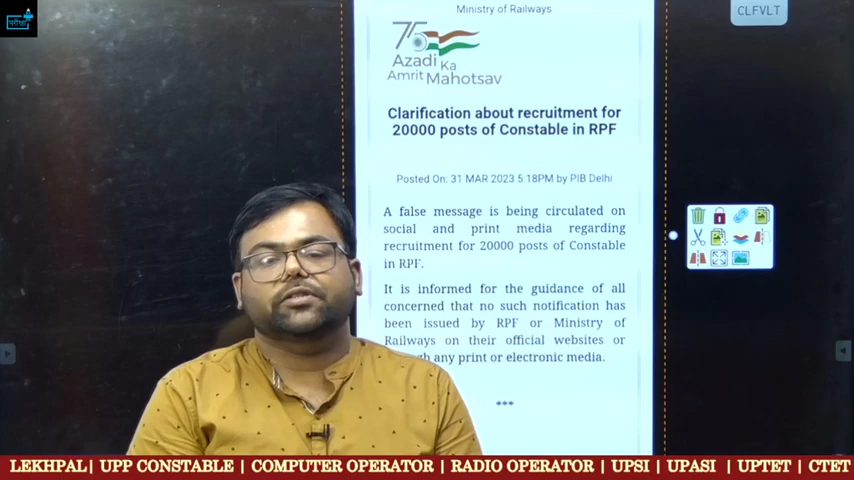 परीक्षा
Ministry of Railways
CLFVLT
75
Azadi Ka
Amrit Mahotsav
Clarification about recruitment for
20000 posts of Constable in RPF
Posted On: 31 MAR 2023 5:18PM by PIB Delhi
A false message is being circulated on
social and print media regarding
recruitment for 20000 posts of Constable
in RPF.
It is informed for the guidance of all
concerned that no such notification has
been issued by RPF or Ministry of
Railways on their official websites or
gh any print or electronic media.
***
LEKHPAL| UPP CONSTABLE | COMPUTER OPERATOR | RADIO OPERATOR | UPSI | UPASI | UPTET | CTET